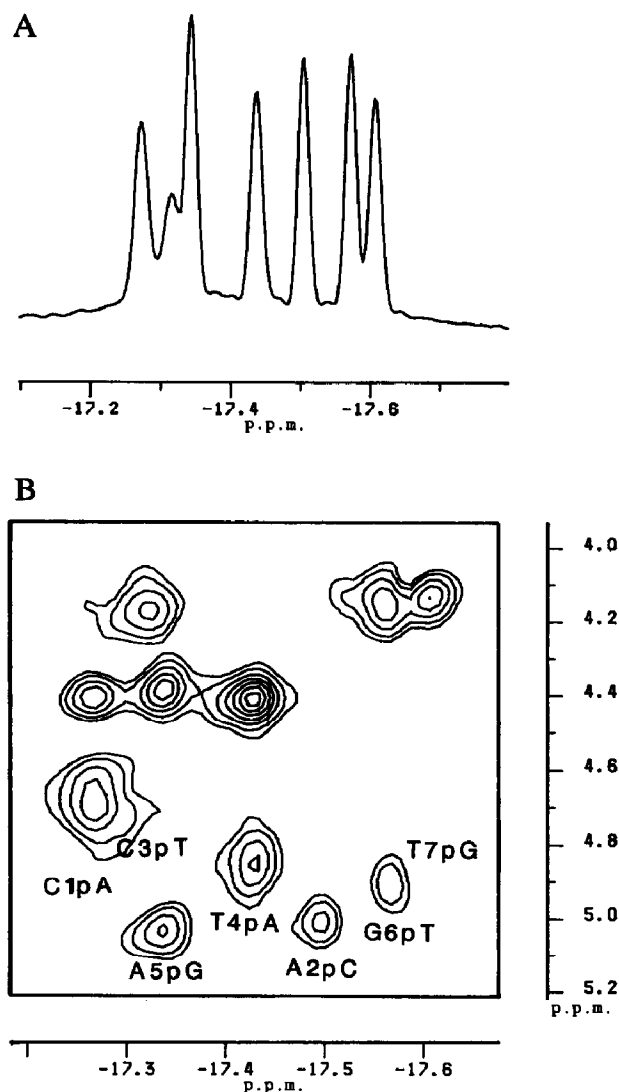 A
-17.2 -17.4 -17.6
p.p.m.
B
4.0
4.2
4.4
4.6
4.8
5.0
5.2
p.p.m.
C3pT T7pG
C1pA
T4pA G6pT
A5pG A2pC
-17.3 -17.4 -17.5 -17.6
p.p.m.